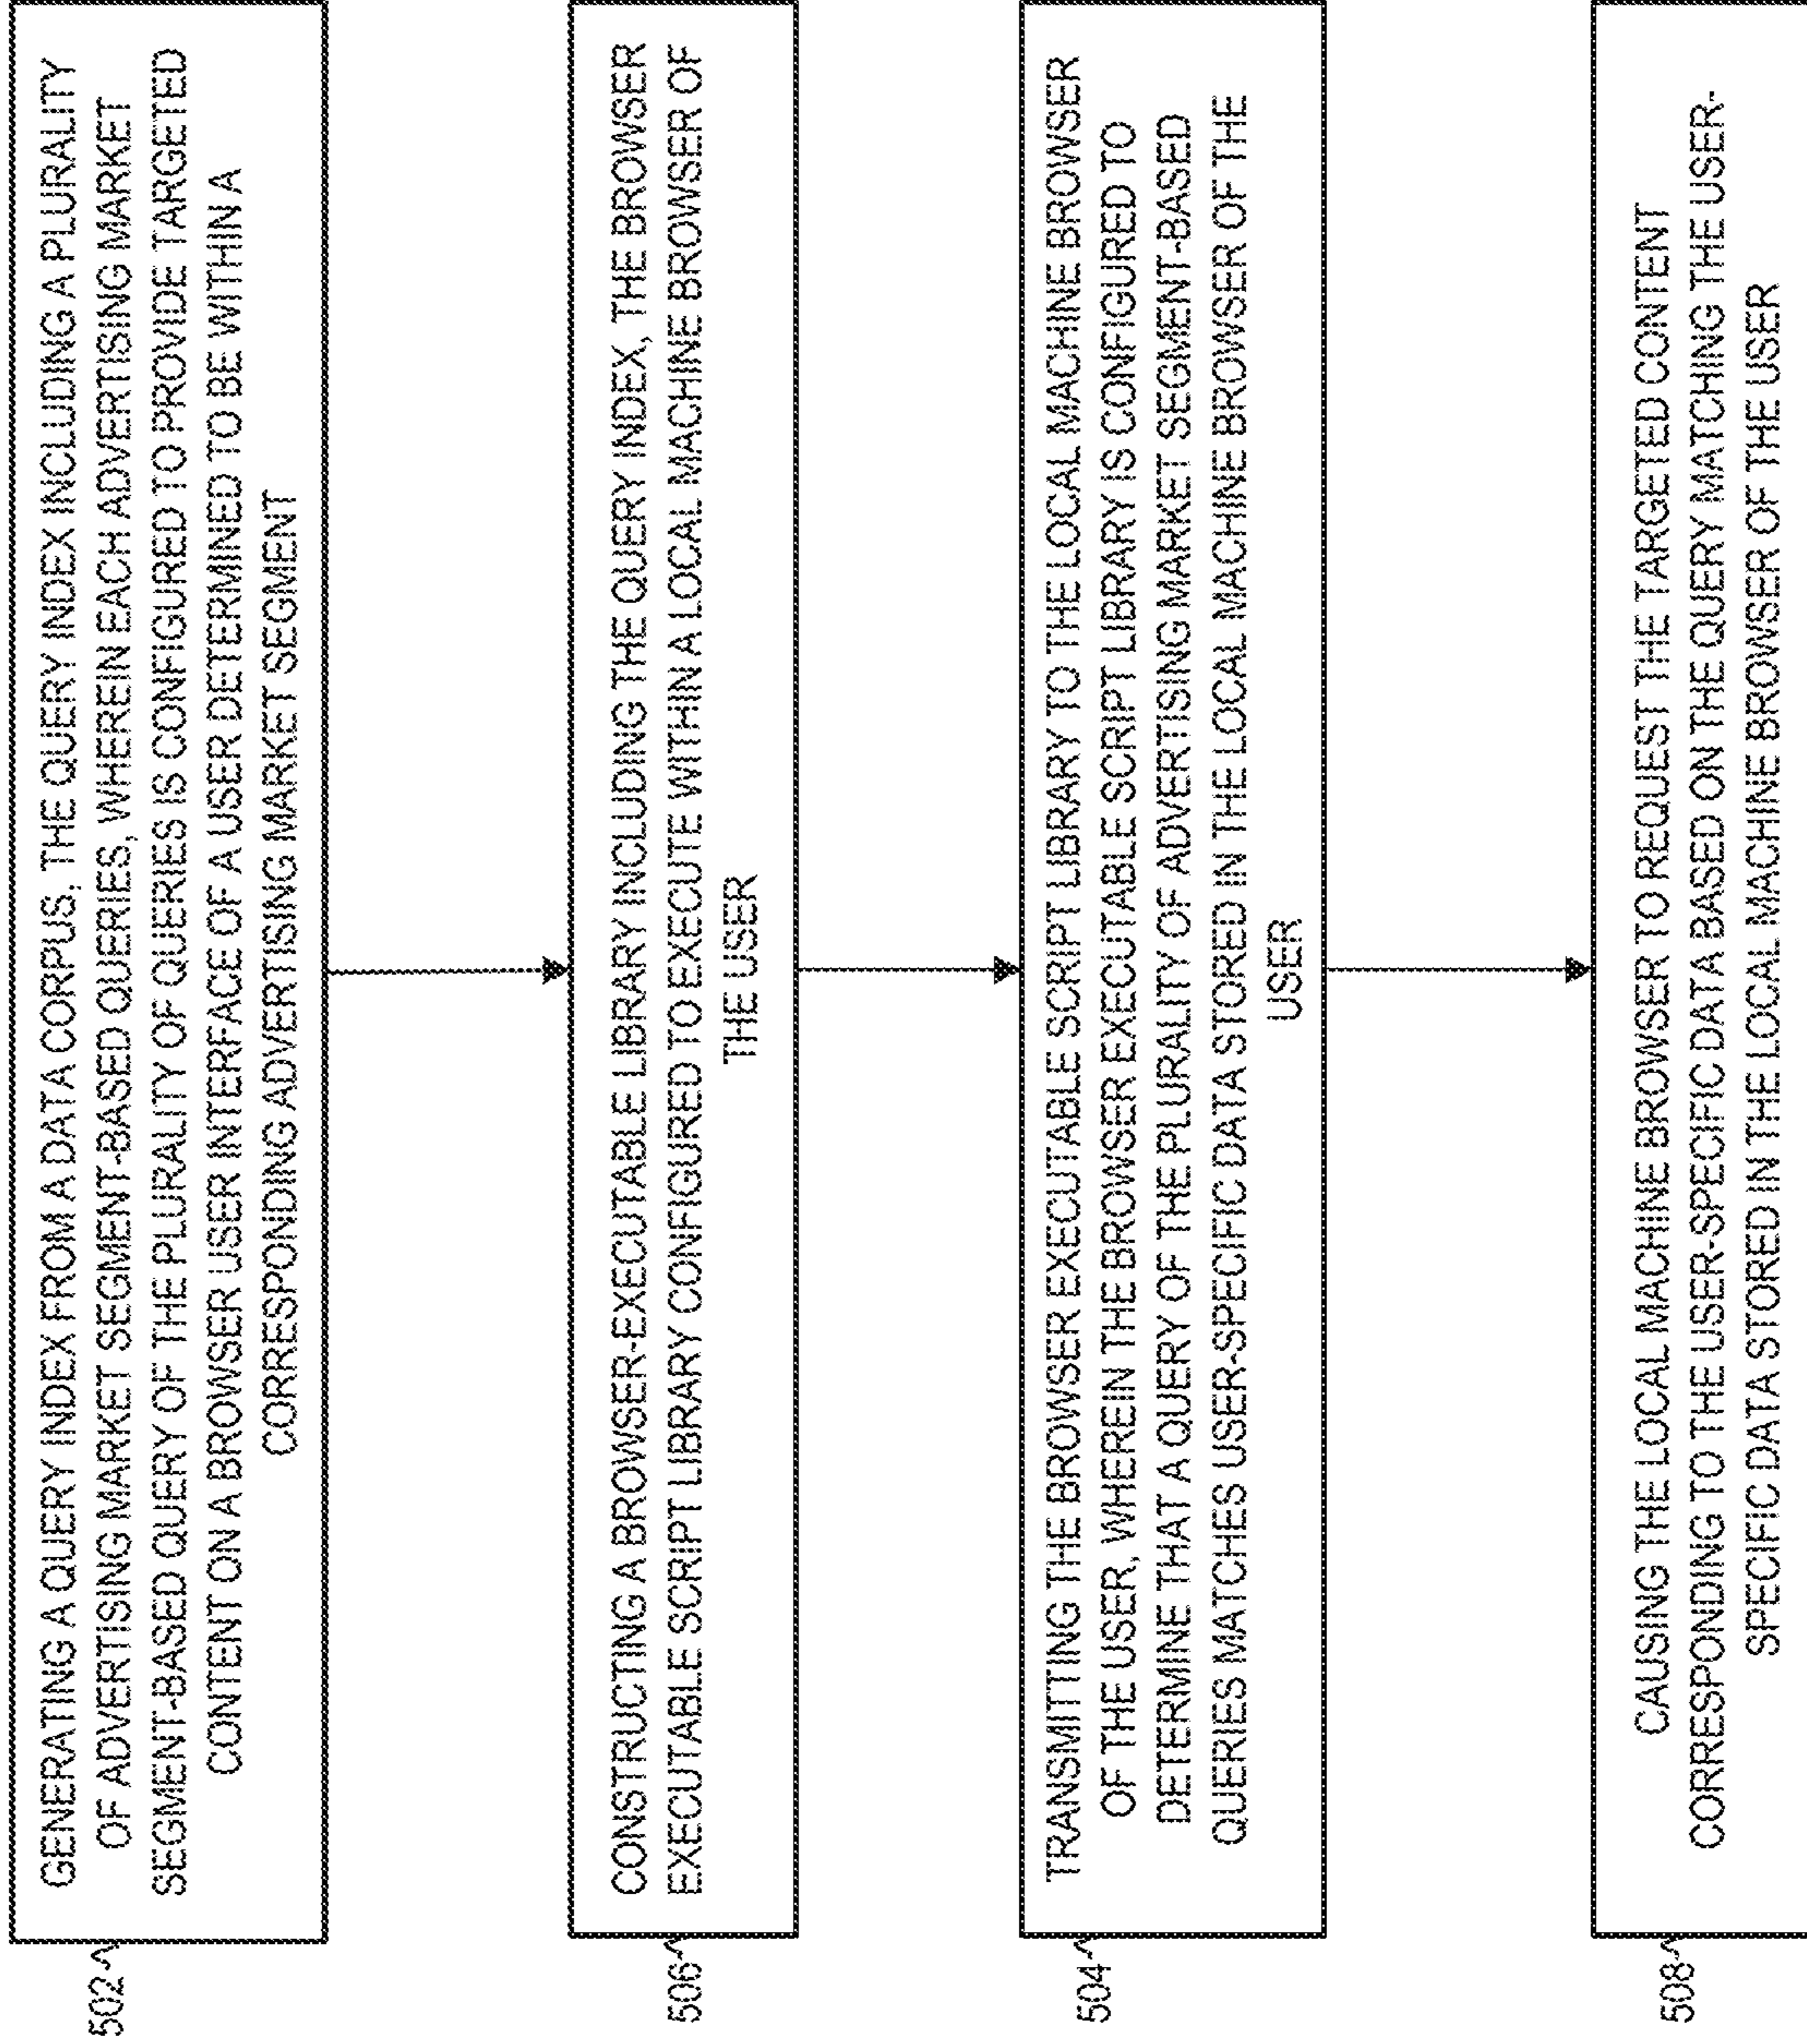 502
GENERATING A QUERY INDEX FROM A DATA CORPUS, THE QUERY INDEX INCLUDING A PLURALITY
OF ADVERTISING MARKET SEGMENT-BASED QUERIES, WHEREIN EACH ADVERTISING MARKET
SEGMENT-BASED QUERY OF THE PLURALITY OF QUERIES IS CONFIGURED TO PROVIDE TARGETED
CONTENT ON A BROWSER USER INTERFACE OF A USER DETERMINED TO BE WITHIN A
CORRESPONDING ADVERTISING MARKET SEGMENT
506
CONSTRUCTING A BROWSER-EXECUTABLE LIBRARY INCLUDING THE QUERY INDEX, THE BROWSER
EXECUTABLE SCRIPT LIBRARY CONFIGURED TO EXECUTE WITHIN A LOCAL MACHINE BROWSER OF
THE USER
504
TRANSMITTING THE BROWSER EXECUTABLE SCRIPT LIBRARY TO THE LOCAL MACHINE BROWSER
OF THE USER, WHEREIN THE BROWSER EXECUTABLE SCRIPT LIBRARY IS CONFIGURED TO
DETERMINE THAT A QUERY OF THE PLURALITY OF ADVERTISING MARKET SEGMENT-BASED
QUERIES MATCHES USER-SPECIFIC DATA STORED IN THE LOCAL MACHINE BROWSER OF THE
USER
508
CAUSING THE LOCAL MACHINE BROWSER TO REQUEST THE TARGETED CONTENT
CORRESPONDING TO THE USER-SPECIFIC DATA BASED ON THE QUERY MATCHING THE USER-
SPECIFIC DATA STORED IN THE LOCAL MACHINE BROWSER OF THE USER